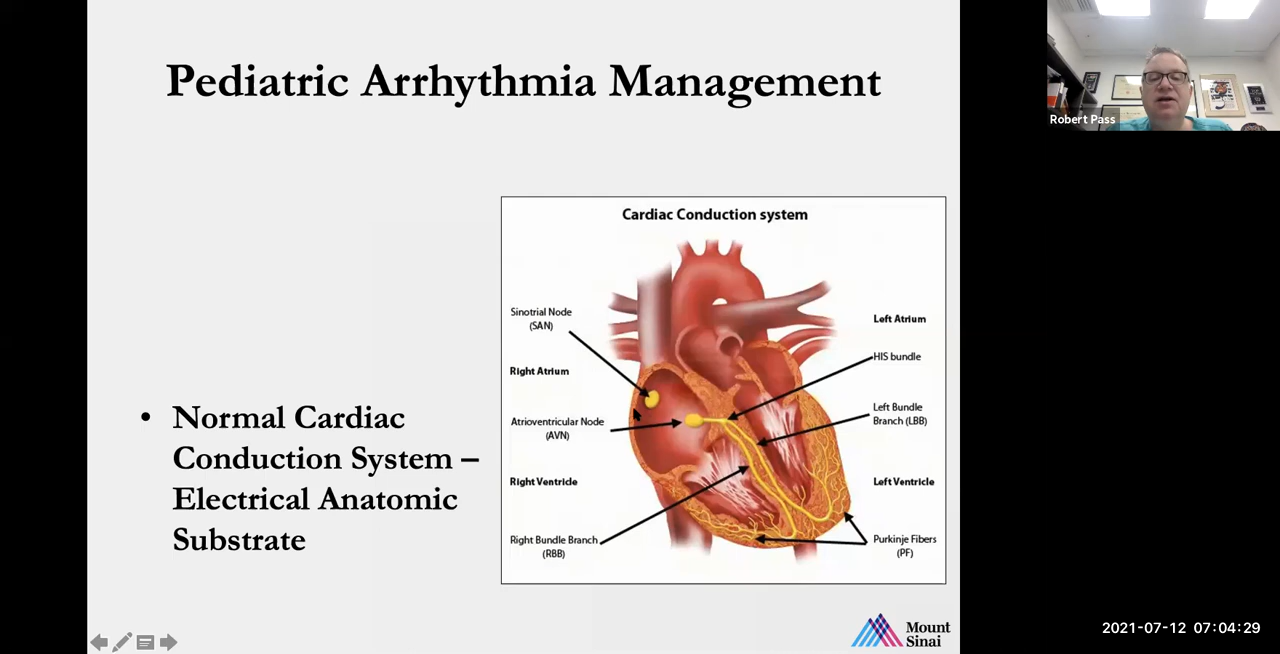 Pediatric Arrhythmia Management
Robert Pass
Cardiac Conduction system
Sinotrial Node
(SAN)
Left Atrium
HIS bundle
Right Atrium
Left Bundle
Branch (LBB)
Atrioventricular Node
(AVN)
Right Ventricle
Left Ventricle
Right Bundle Branch
(RBB)
Purkinje Fibers
(PF)
• Normal Cardiac
Conduction System –
Electrical Anatomic
Substrate
Mount
Sinai
2021-07-12 07:04:29